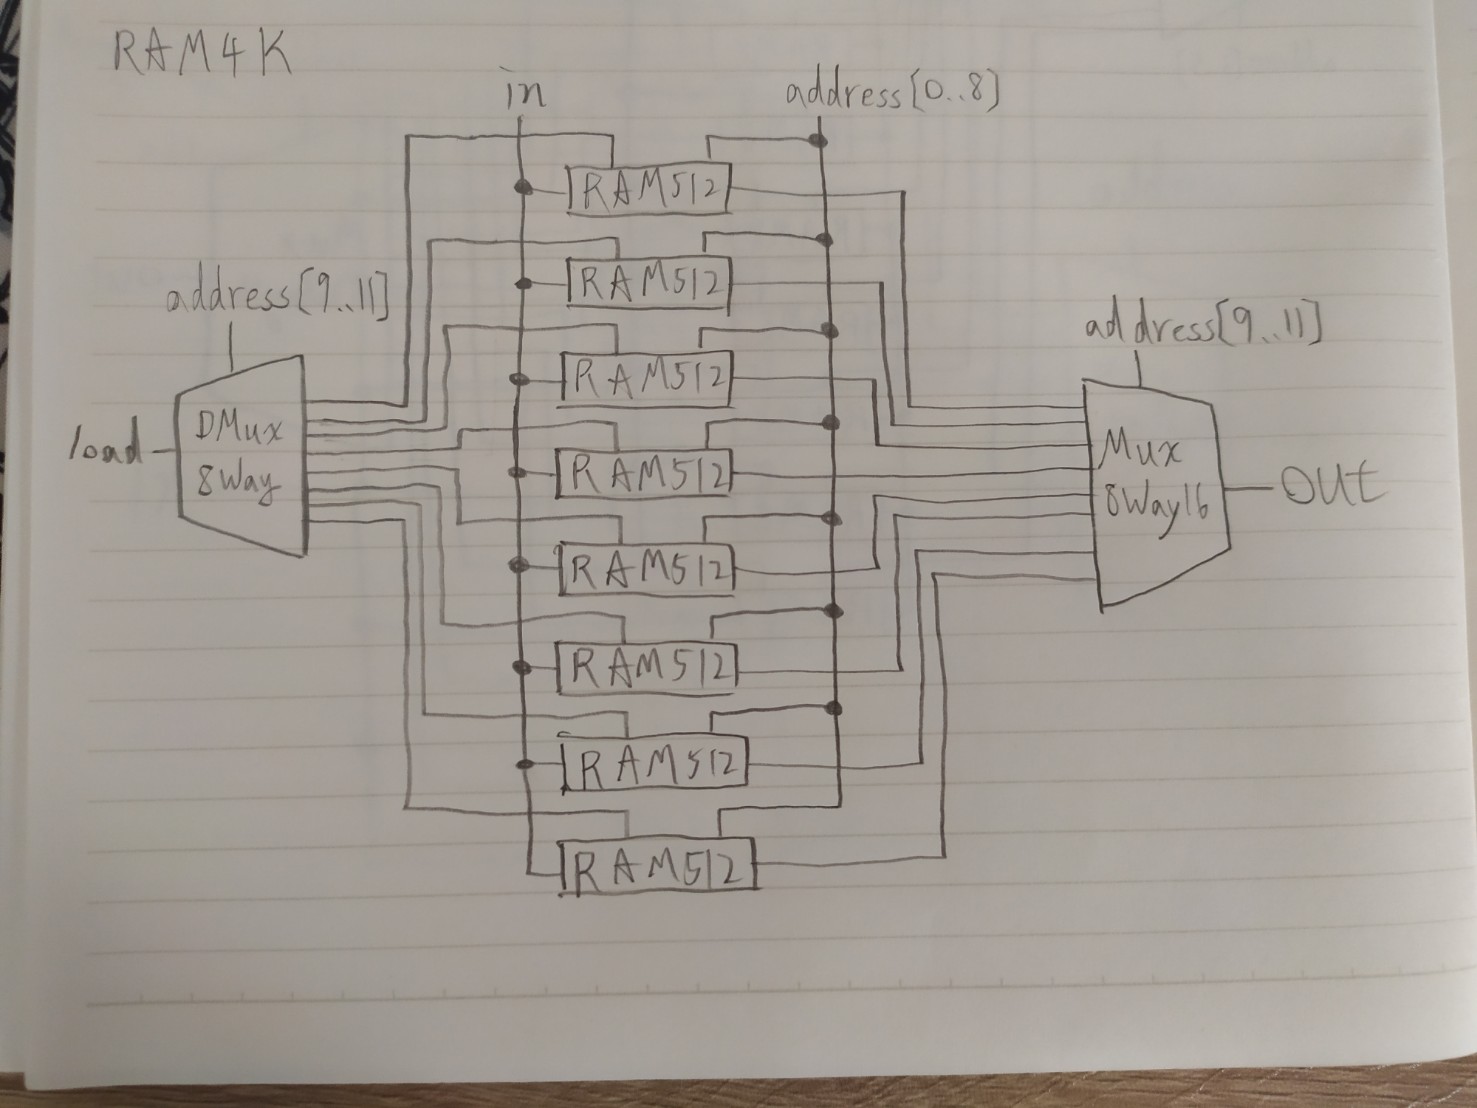 RAM4K
in
address[0..8]
RAM512
RAM512
address[9..11]
address[9..11]
RAM512
load
DMux
8Way
RAM512
Mux
8Way16
out
RAM512
RAM512
RAM512
RAM512